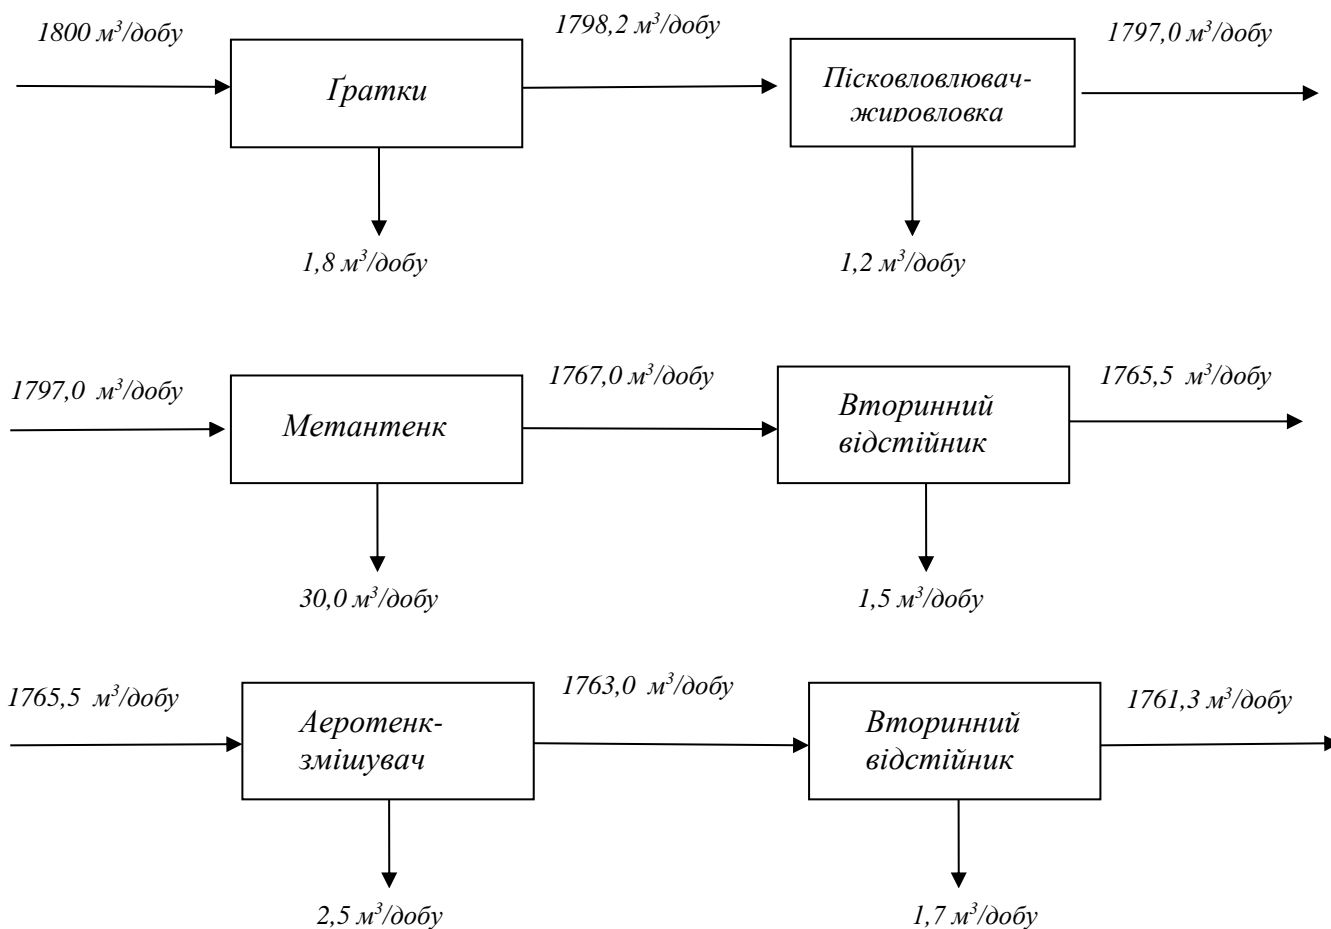 1800 м³/добу
1798,2 м³/добу
1797,0 м³/добу
Ґратки
Пісковловлювач-
жировловка
1,8 м³/добу
1,2 м³/добу
1797,0 м³/добу
1767,0 м³/добу
1765,5 м³/добу
Метантенк
Вторинний
відстійник
30,0 м³/добу
1,5 м³/добу
1765,5 м³/добу
1763,0 м³/добу
1761,3 м³/добу
Аеротенк-
змішувач
Вторинний
відстійник
2,5 м³/добу
1,7 м³/добу